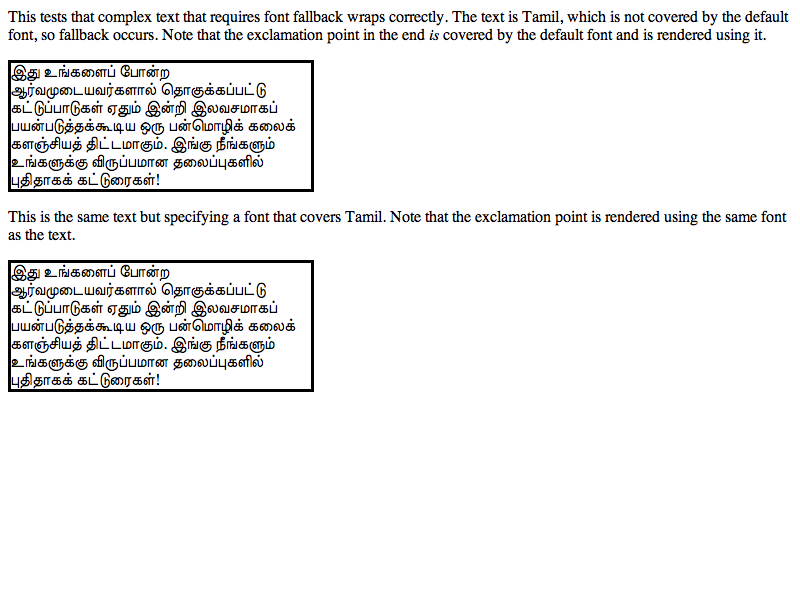 This tests that complex text that requires font fallback wraps correctly. The text is Tamil, which is not covered by the default
font, so fallback occurs. Note that the exclamation point in the end is covered by the default font and is rendered using it.
இது உங்களைப் போன்ற
ஆர்வமுடையவர்களால் தொகுக்கப்பட்டு
கட்டுப்பாடுகள் ஏதும் இன்றி இலவசமாகப்
பயன்படுத்தக்கூடிய ஒரு பன்மொழிக் கலைக்
களஞ்சியத் திட்டமாகும். இங்கு நீங்களும்
உங்களுக்கு விருப்பமான தலைப்புகளில்
புதிதாகக் கட்டுரைகள்!
This is the same text but specifying a font that covers Tamil. Note that the exclamation point is rendered using the same font
as the text.
இது உங்களைப் போன்ற
ஆர்வமுடையவர்களால் தொகுக்கப்பட்டு
கட்டுப்பாடுகள் ஏதும் இன்றி இலவசமாகப்
பயன்படுத்தக்கூடிய ஒரு பன்மொழிக் கலைக்
களஞ்சியத் திட்டமாகும். இங்கு நீங்களும்
உங்களுக்கு விருப்பமான தலைப்புகளில்
புதிதாகக் கட்டுரைகள்!